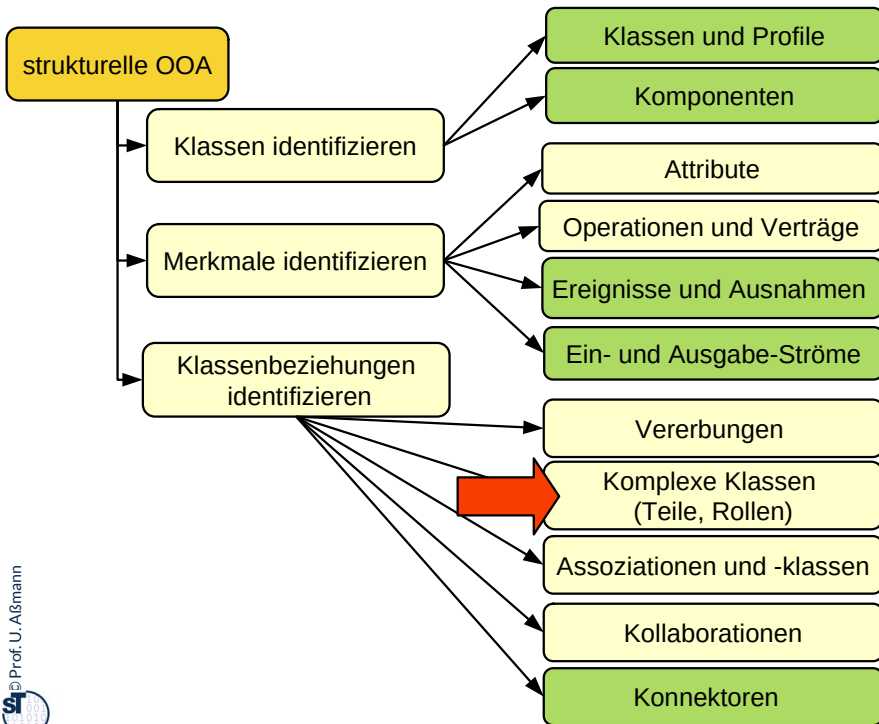 strukturelle OOA
Klassen identifizieren
Klassen und Profile
Komponenten
Merkmale identifizieren
Attribute
Operationen und Verträge
Ereignisse und Ausnahmen
Ein- und Ausgabe-Ströme
Klassenbeziehungen
identifizieren
Vererbungen
Komplexe Klassen
(Teile, Rollen)
Assoziationen und -klassen
Kollaborationen
Konnektoren
© Prof. U. Aßmann
ST